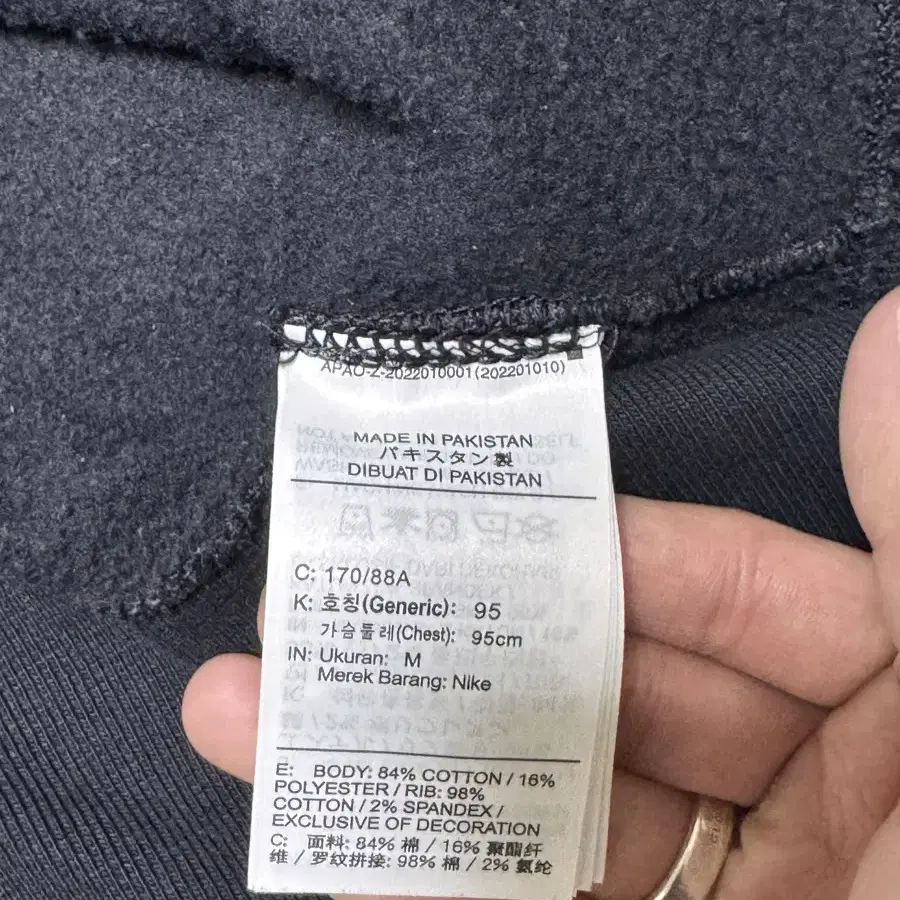 APAO-Z-2022010001(202201010)
MADE IN PAKISTAN
パキスタン製
DIBUAT DI PAKISTAN
C: 170/88A
K: 호칭(Generic): 95
가슴둘레(Chest): 95cm
IN: Ukuran: M
Merek Barang: Nike
E: BODY: 84% COTTON / 16%
POLYESTER / RIB: 98%
COTTON / 2% SPANDEX /
EXCLUSIVE OF DECORATION
C: 面料: 84% 棉 / 16% 聚酯纤
维 / 罗纹拼接: 98% 棉 / 2% 氨纶